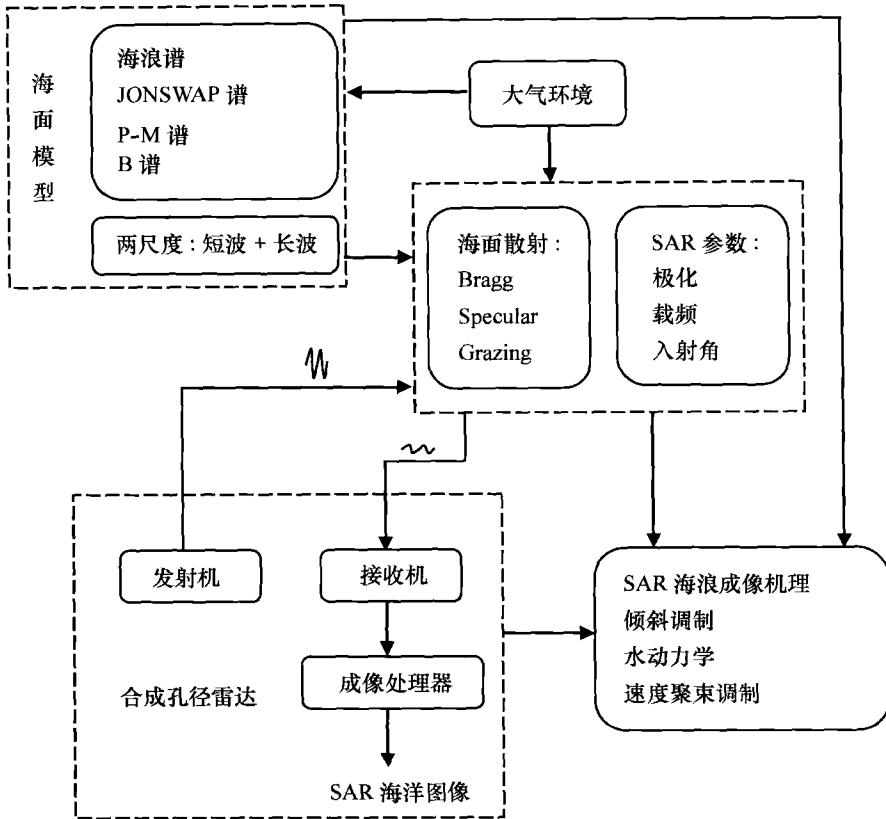 海面模型
海浪谱
JONSWAP 谱
P-M 谱
B 谱
两尺度：短波 + 长波
大气环境
海面散射：
Bragg
Specular
Grazing
SAR 参数：
极化
载频
入射角
发射机
接收机
成像处理器
合成孔径雷达
SAR 海洋图像
SAR 海浪成像机理
倾斜调制
水动力学
速度聚束调制